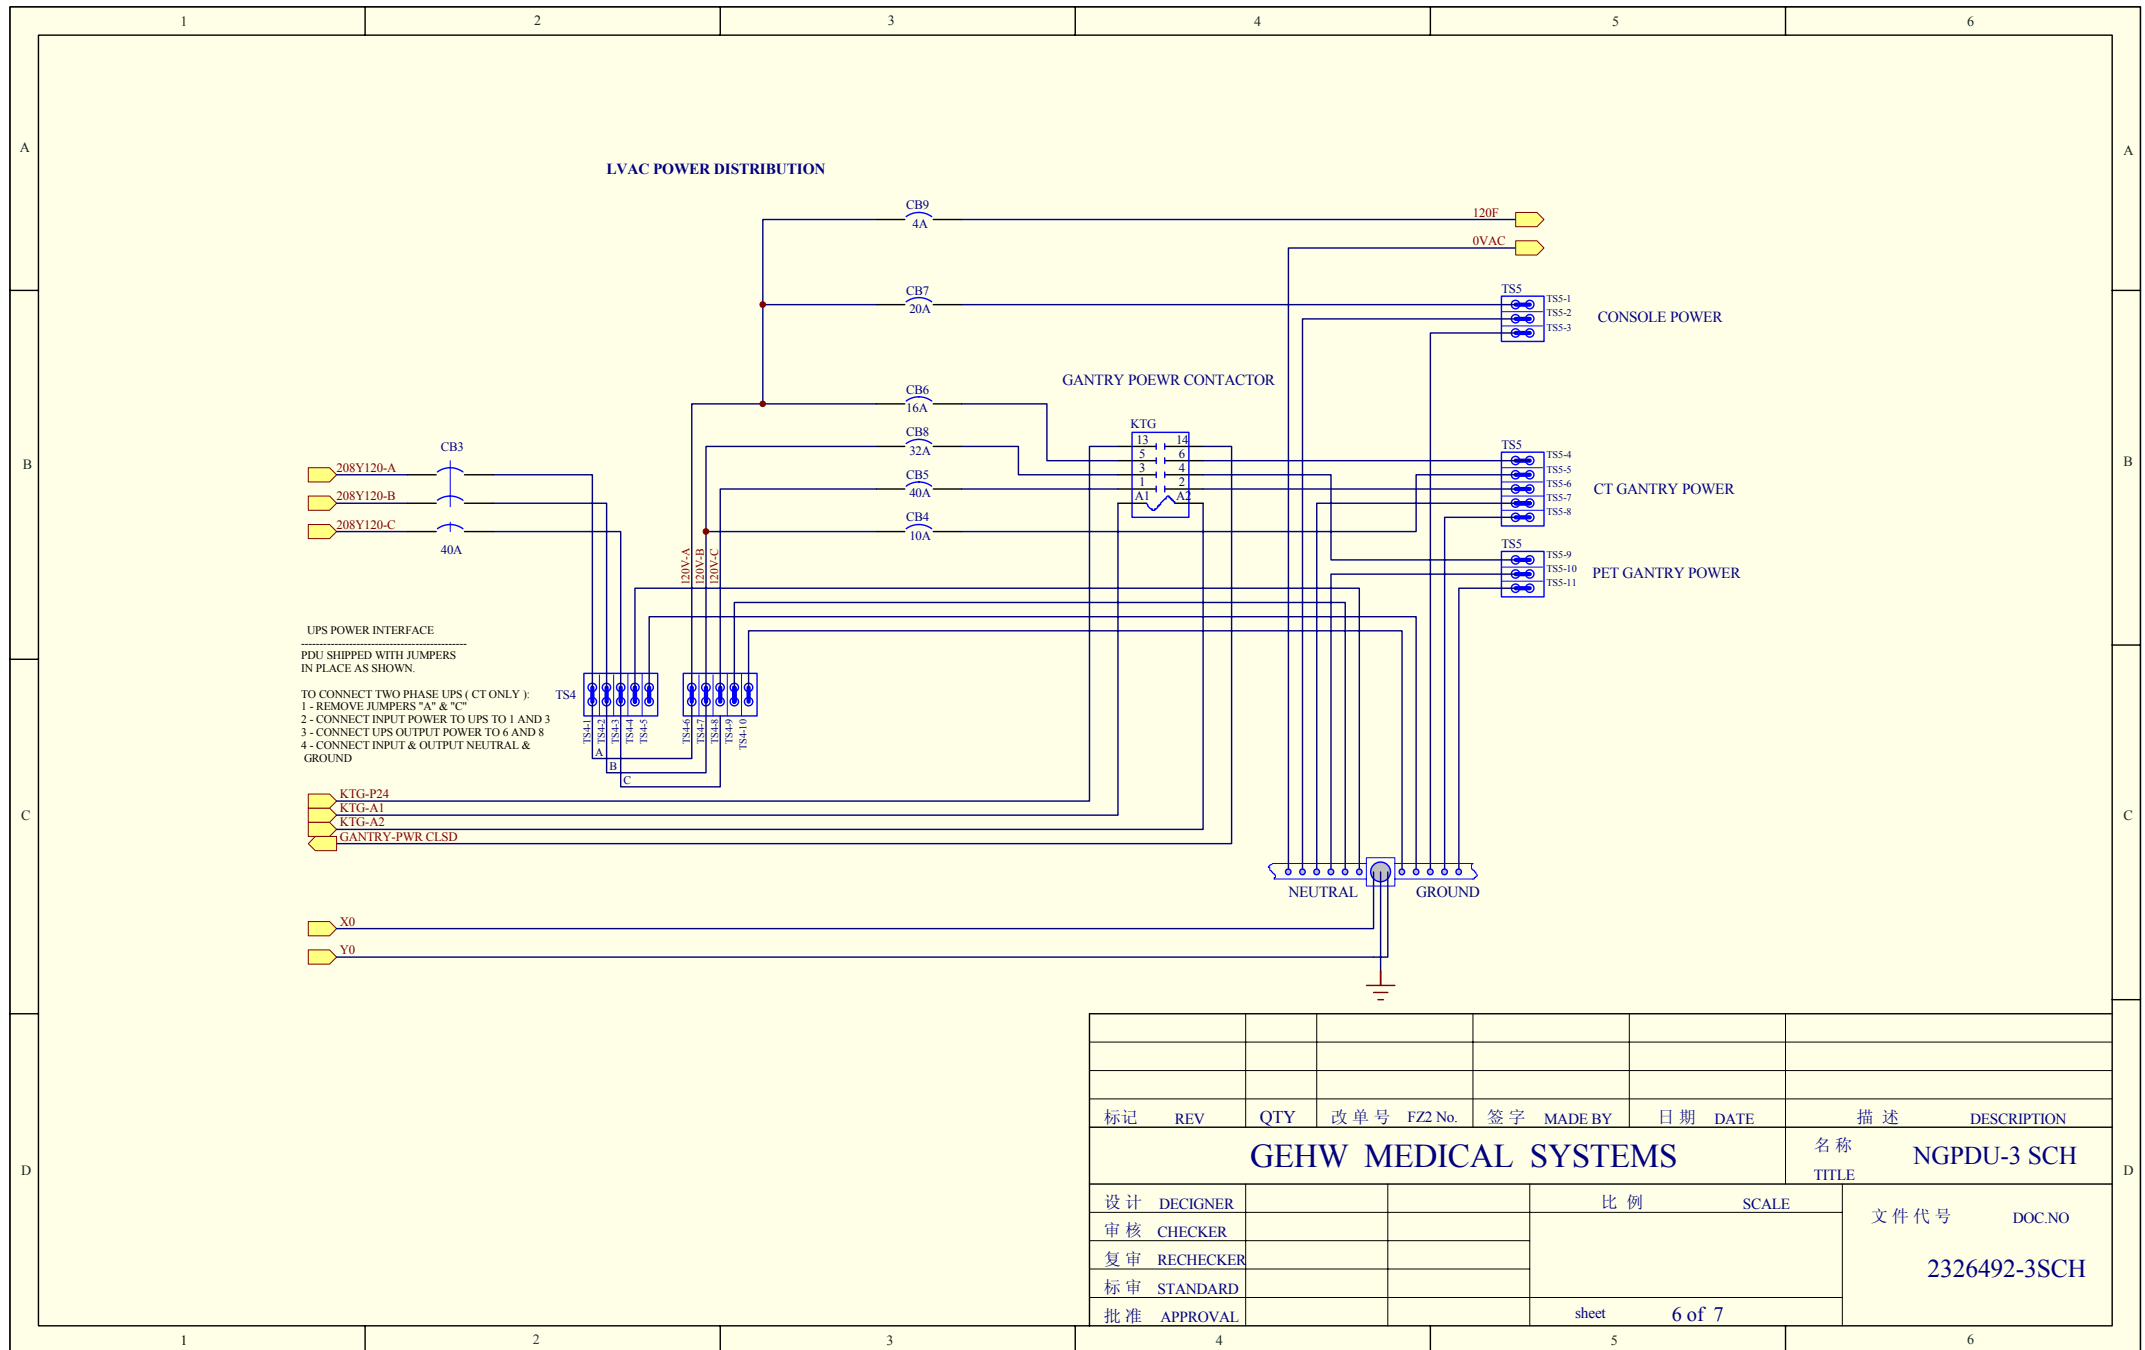 1 2 3 4 5 6
A A
LVAC POWER DISTRIBUTION
CB9
4A
120F
0VAC
CB7
20A
TS5
TS5-1
TS5-2
TS5-3
CONSOLE POWER
GANTRY POEWR CONTACTOR
CB6
16A
KTG
13 14
5 6
3 4
1 2
A1 A2
CB8
32A
CB5
40A
CB4
10A
TS5
TS5-4
TS5-5
TS5-6
TS5-7
TS5-8
CT GANTRY POWER
TS5
TS5-9
TS5-10
TS5-11
PET GANTRY POWER
B B
CB3
208Y120-A
208Y120-B
208Y120-C
40A
120V-A
120V-B
120V-C
UPS POWER INTERFACE
--------------------------------------------
PDU SHIPPED WITH JUMPERS
IN PLACE AS SHOWN.
TO CONNECT TWO PHASE UPS ( CT ONLY ):
1 - REMOVE JUMPERS "A" & "C"
2 - CONNECT INPUT POWER TO UPS TO 1 AND 3
3 - CONNECT UPS OUTPUT POWER TO 6 AND 8
4 - CONNECT INPUT & OUTPUT NEUTRAL &
GROUND
TS4
TS4-1
TS4-2
TS4-3
TS4-4
TS4-5
TS4-6
TS4-7
TS4-8
TS4-9
TS4-10
A
B
C
C C
KTG-P24
KTG-A1
KTG-A2
GANTRY-PWR CLSD
NEUTRAL GROUND
X0
Y0
标记 REV QTY 改单号 FZ2 No. 签字 MADE BY 日期 DATE 描述 DESCRIPTION
GEHW MEDICAL SYSTEMS
名称
TITLE
NGPDU-3 SCH
D D
设计 DECIGNER 比例 SCALE
审核 CHECKER
文件代号 DOC.NO
复审 RECHECKER
2326492-3SCH
标审 STANDARD
批准 APPROVAL
sheet 6 of 7
1 2 3 4 5 6